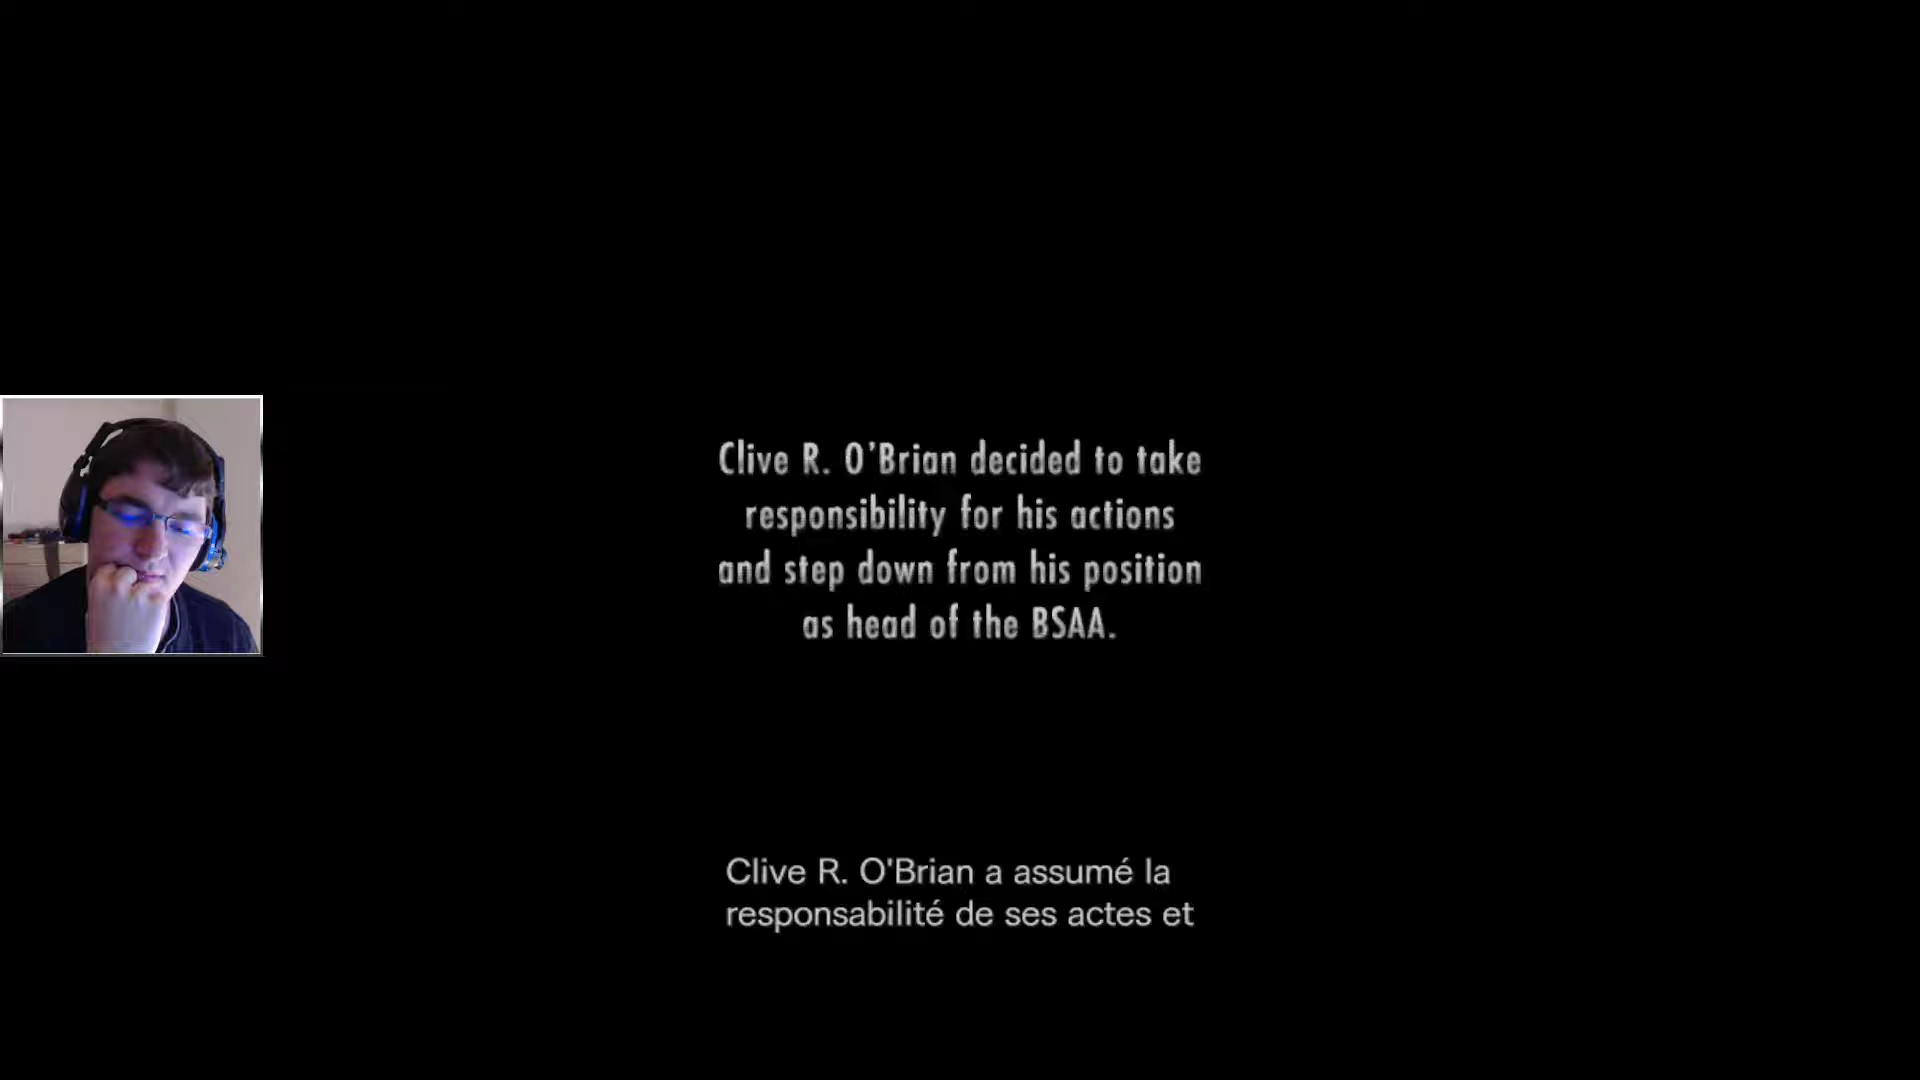 Clive R. O’Brian decided to take
responsibility for his actions
and step down from his position
as head of the BSAA.
Clive R. O'Brian a assumé la
responsabilité de ses actes et